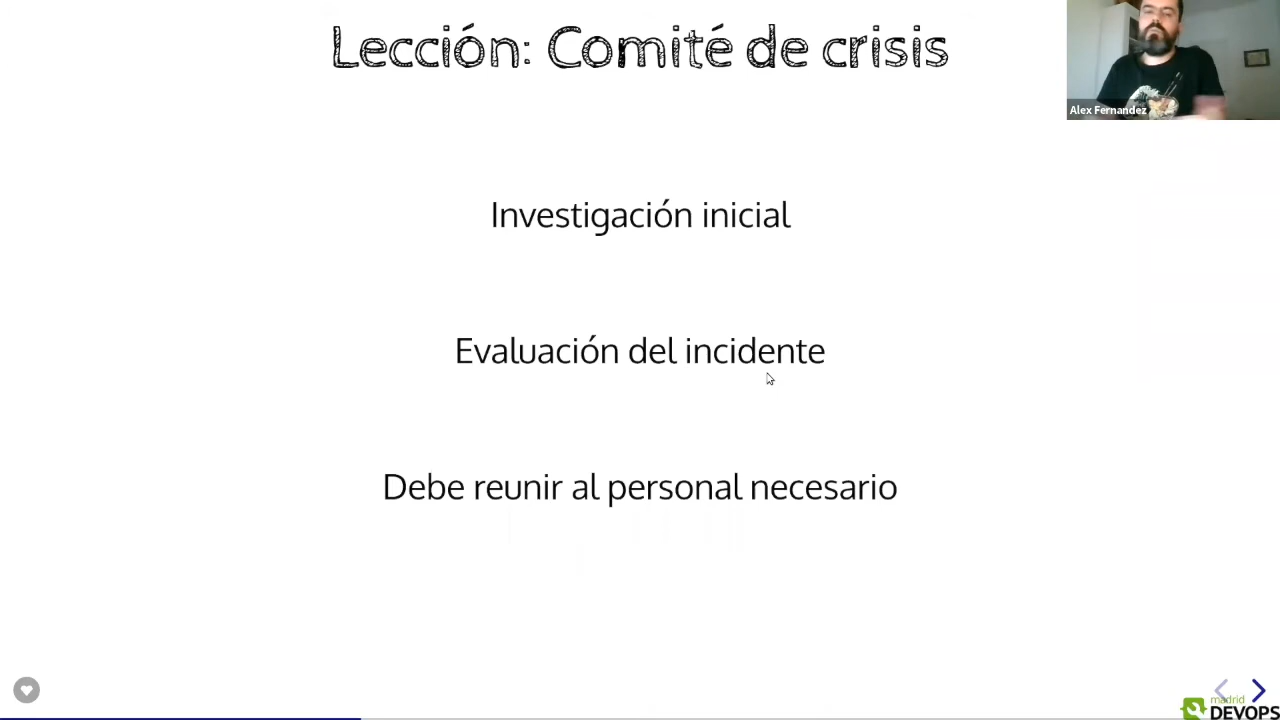 Lección: Comité de crisis
Alex Fernandez
Investigación inicial
Evaluación del incidente
Debe reunir al personal necesario
madrid
DEVOPS